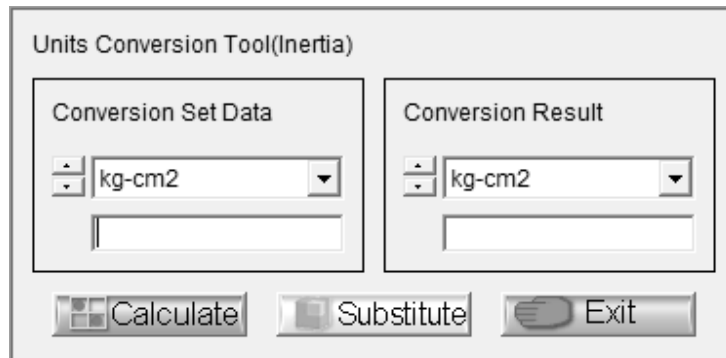 Units Conversion Tool(Inertia)
Conversion Set Data
Conversion Result
kg-cm2
kg-cm2
Calculate
Substitute
Exit